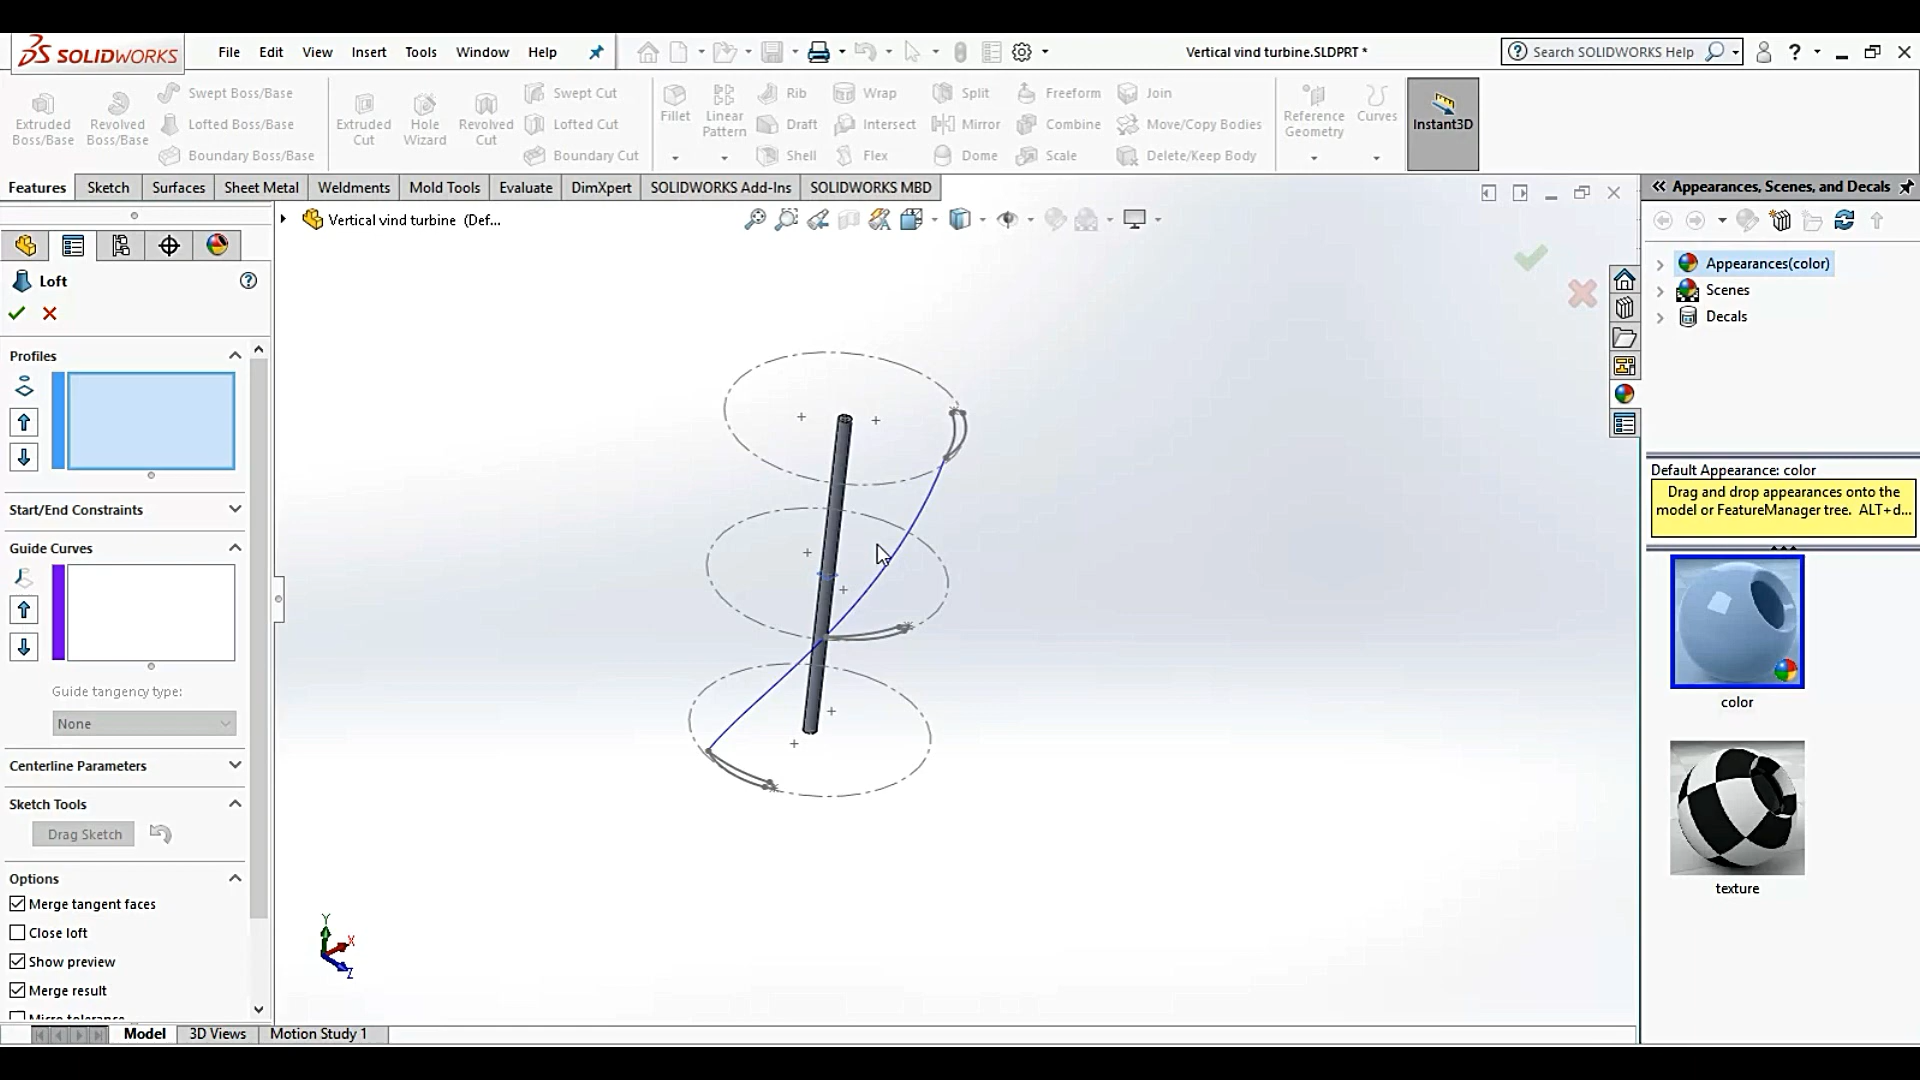 SOLIDWORKS
File Edit View Insert Tools Window Help
Vertical vind turbine.SLDPRT *
Search SOLIDWORKS Help
?
Extruded Boss/Base
Revolved Boss/Base
Swept Boss/Base
Lofted Boss/Base
Boundary Boss/Base
Extruded Cut
Hole Wizard
Revolved Cut
Swept Cut
Lofted Cut
Boundary Cut
Fillet
Linear Pattern
Rib
Draft
Shell
Wrap
Intersect
Flex
Split
Mirror
Dome
Freeform
Combine
Scale
Join
Move/Copy Bodies
Delete/Keep Body
Reference Geometry
Curves
Instant3D
Features Sketch Surfaces Sheet Metal Weldments Mold Tools Evaluate DimXpert SOLIDWORKS Add-Ins SOLIDWORKS MBD
Vertical vind turbine (Def...
Loft
Profiles
Start/End Constraints
Guide Curves
Guide tangency type:
None
Centerline Parameters
Sketch Tools
Drag Sketch
Options
Merge tangent faces
Close loft
Show preview
Merge result
Y
X
Z
Model 3D Views Motion Study 1
Appearances, Scenes, and Decals
Appearances(color)
Scenes
Decals
Default Appearance: color
Drag and drop appearances onto the
model or FeatureManager tree. ALT+d...
color
texture